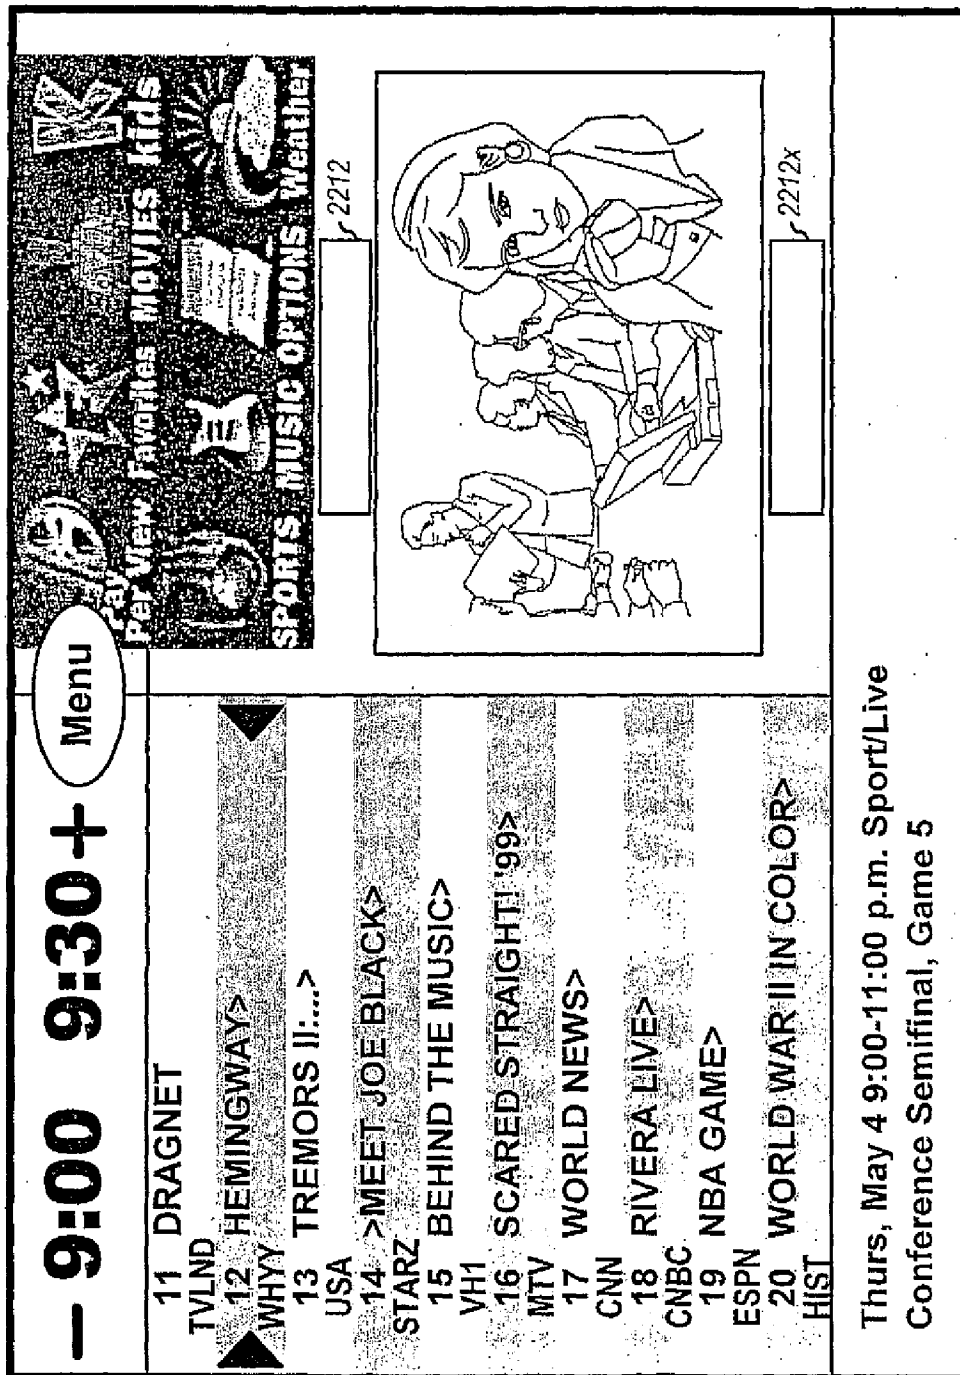 — 9:00 9:30 +
Menu
Pay
Per View Favorites MOVIES Kids
SPORTS MUSIC OPTIONS Weather
11 DRAGNET
TVLND
12 HEMINGWAY>
WHYY
13 TREMORS II:...>
USA
14 >MEET JOE BLACK>
STARZ
15 BEHIND THE MUSIC>
VH1
16 SCARED STRAIGHT! '99>
MTV
17 WORLD NEWS>
CNN
18 RIVERA LIVE>
CNBC
19 NBA GAME>
ESPN
20 WORLD WAR II IN COLOR>
HIST
K
2212
2212x
Thurs, May 4 9:00-11:00 p.m. Sport/Live
Conference Semifinal, Game 5